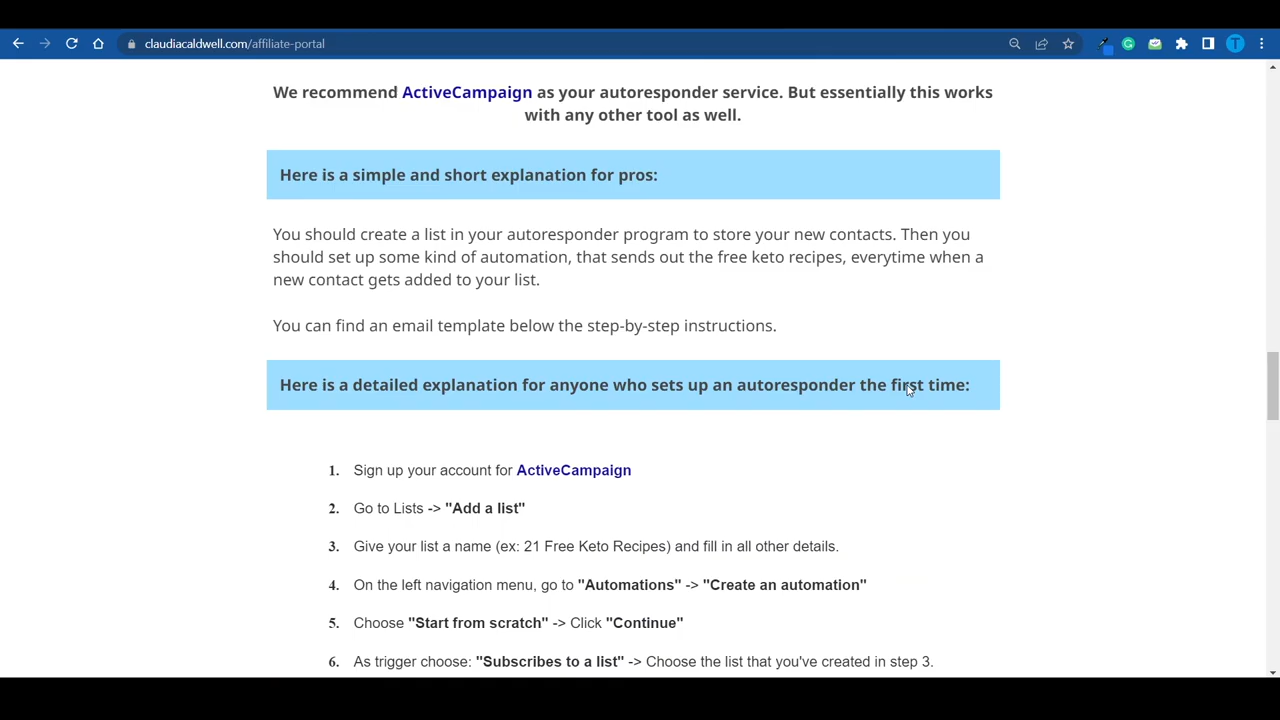 claudiacaldwell.com/affiliate-portal
T
We recommend ActiveCampaign as your autoresponder service. But essentially this works
with any other tool as well.
Here is a simple and short explanation for pros:
You should create a list in your autoresponder program to store your new contacts. Then you
should set up some kind of automation, that sends out the free keto recipes, everytime when a
new contact gets added to your list.
You can find an email template below the step-by-step instructions.
Here is a detailed explanation for anyone who sets up an autoresponder the first time:
1. Sign up your account for ActiveCampaign
2. Go to Lists -> "Add a list"
3. Give your list a name (ex: 21 Free Keto Recipes) and fill in all other details.
4. On the left navigation menu, go to "Automations" -> "Create an automation"
5. Choose "Start from scratch" -> Click "Continue"
6. As trigger choose: "Subscribes to a list" -> Choose the list that you've created in step 3.